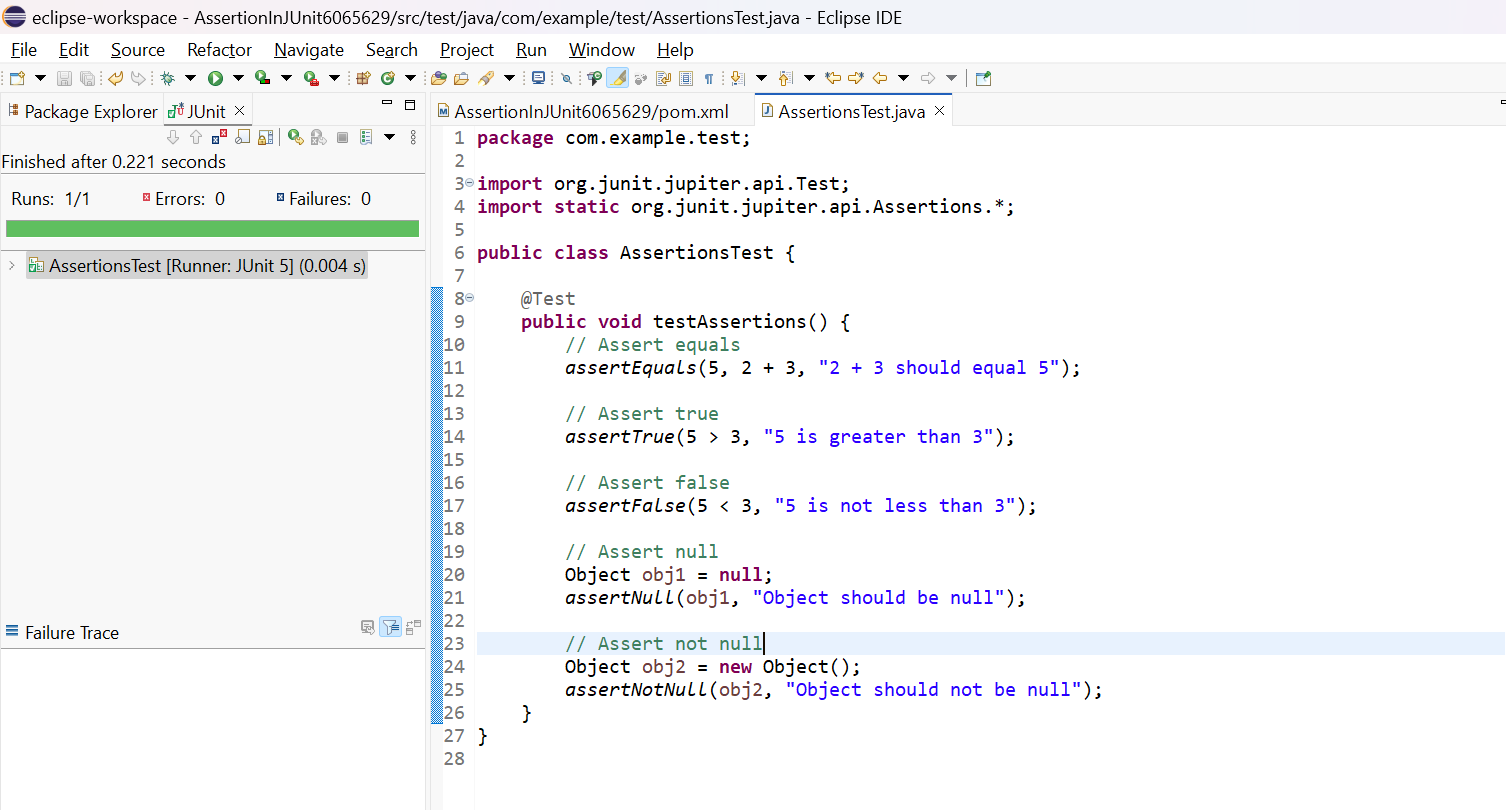 eclipse-workspace - AssertionInJUnit6065629/src/test/java/com/example/test/AssertionsTest.java - Eclipse IDE
File Edit Source Refactor Navigate Search Project Run Window Help
Package Explorer JUnit
Finished after 0.221 seconds
Runs: 1/1 Errors: 0 Failures: 0
AssertionsTest [Runner: JUnit 5] (0.004 s)
Failure Trace
AssertionInJUnit6065629/pom.xml AssertionsTest.java
1 package com.example.test;
2
3 import org.junit.jupiter.api.Test;
4 import static org.junit.jupiter.api.Assertions.*;
5
6 public class AssertionsTest {
7
8     @Test
9     public void testAssertions() {
10         // Assert equals
11         assertEquals(5, 2 + 3, "2 + 3 should equal 5");
12
13         // Assert true
14         assertTrue(5 > 3, "5 is greater than 3");
15
16         // Assert false
17         assertFalse(5 < 3, "5 is not less than 3");
18
19         // Assert null
20         Object obj1 = null;
21         assertNull(obj1, "Object should be null");
22
23         // Assert not null
24         Object obj2 = new Object();
25         assertNotNull(obj2, "Object should not be null");
26     }
27 }
28